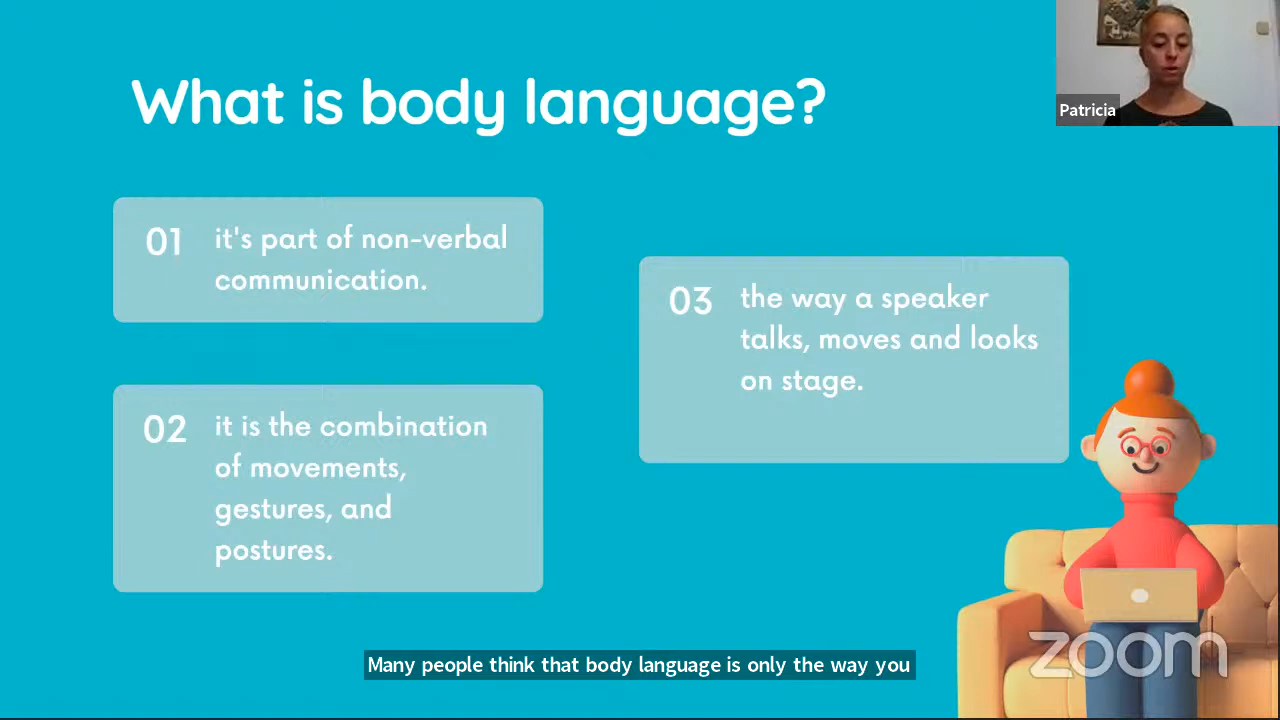 What is body language?
Patricia
01 it's part of non-verbal
communication.
02 it is the combination
of movements,
gestures, and
postures.
03 the way a speaker
talks, moves and looks
on stage.
Many people think that body language is only the way you
zoom